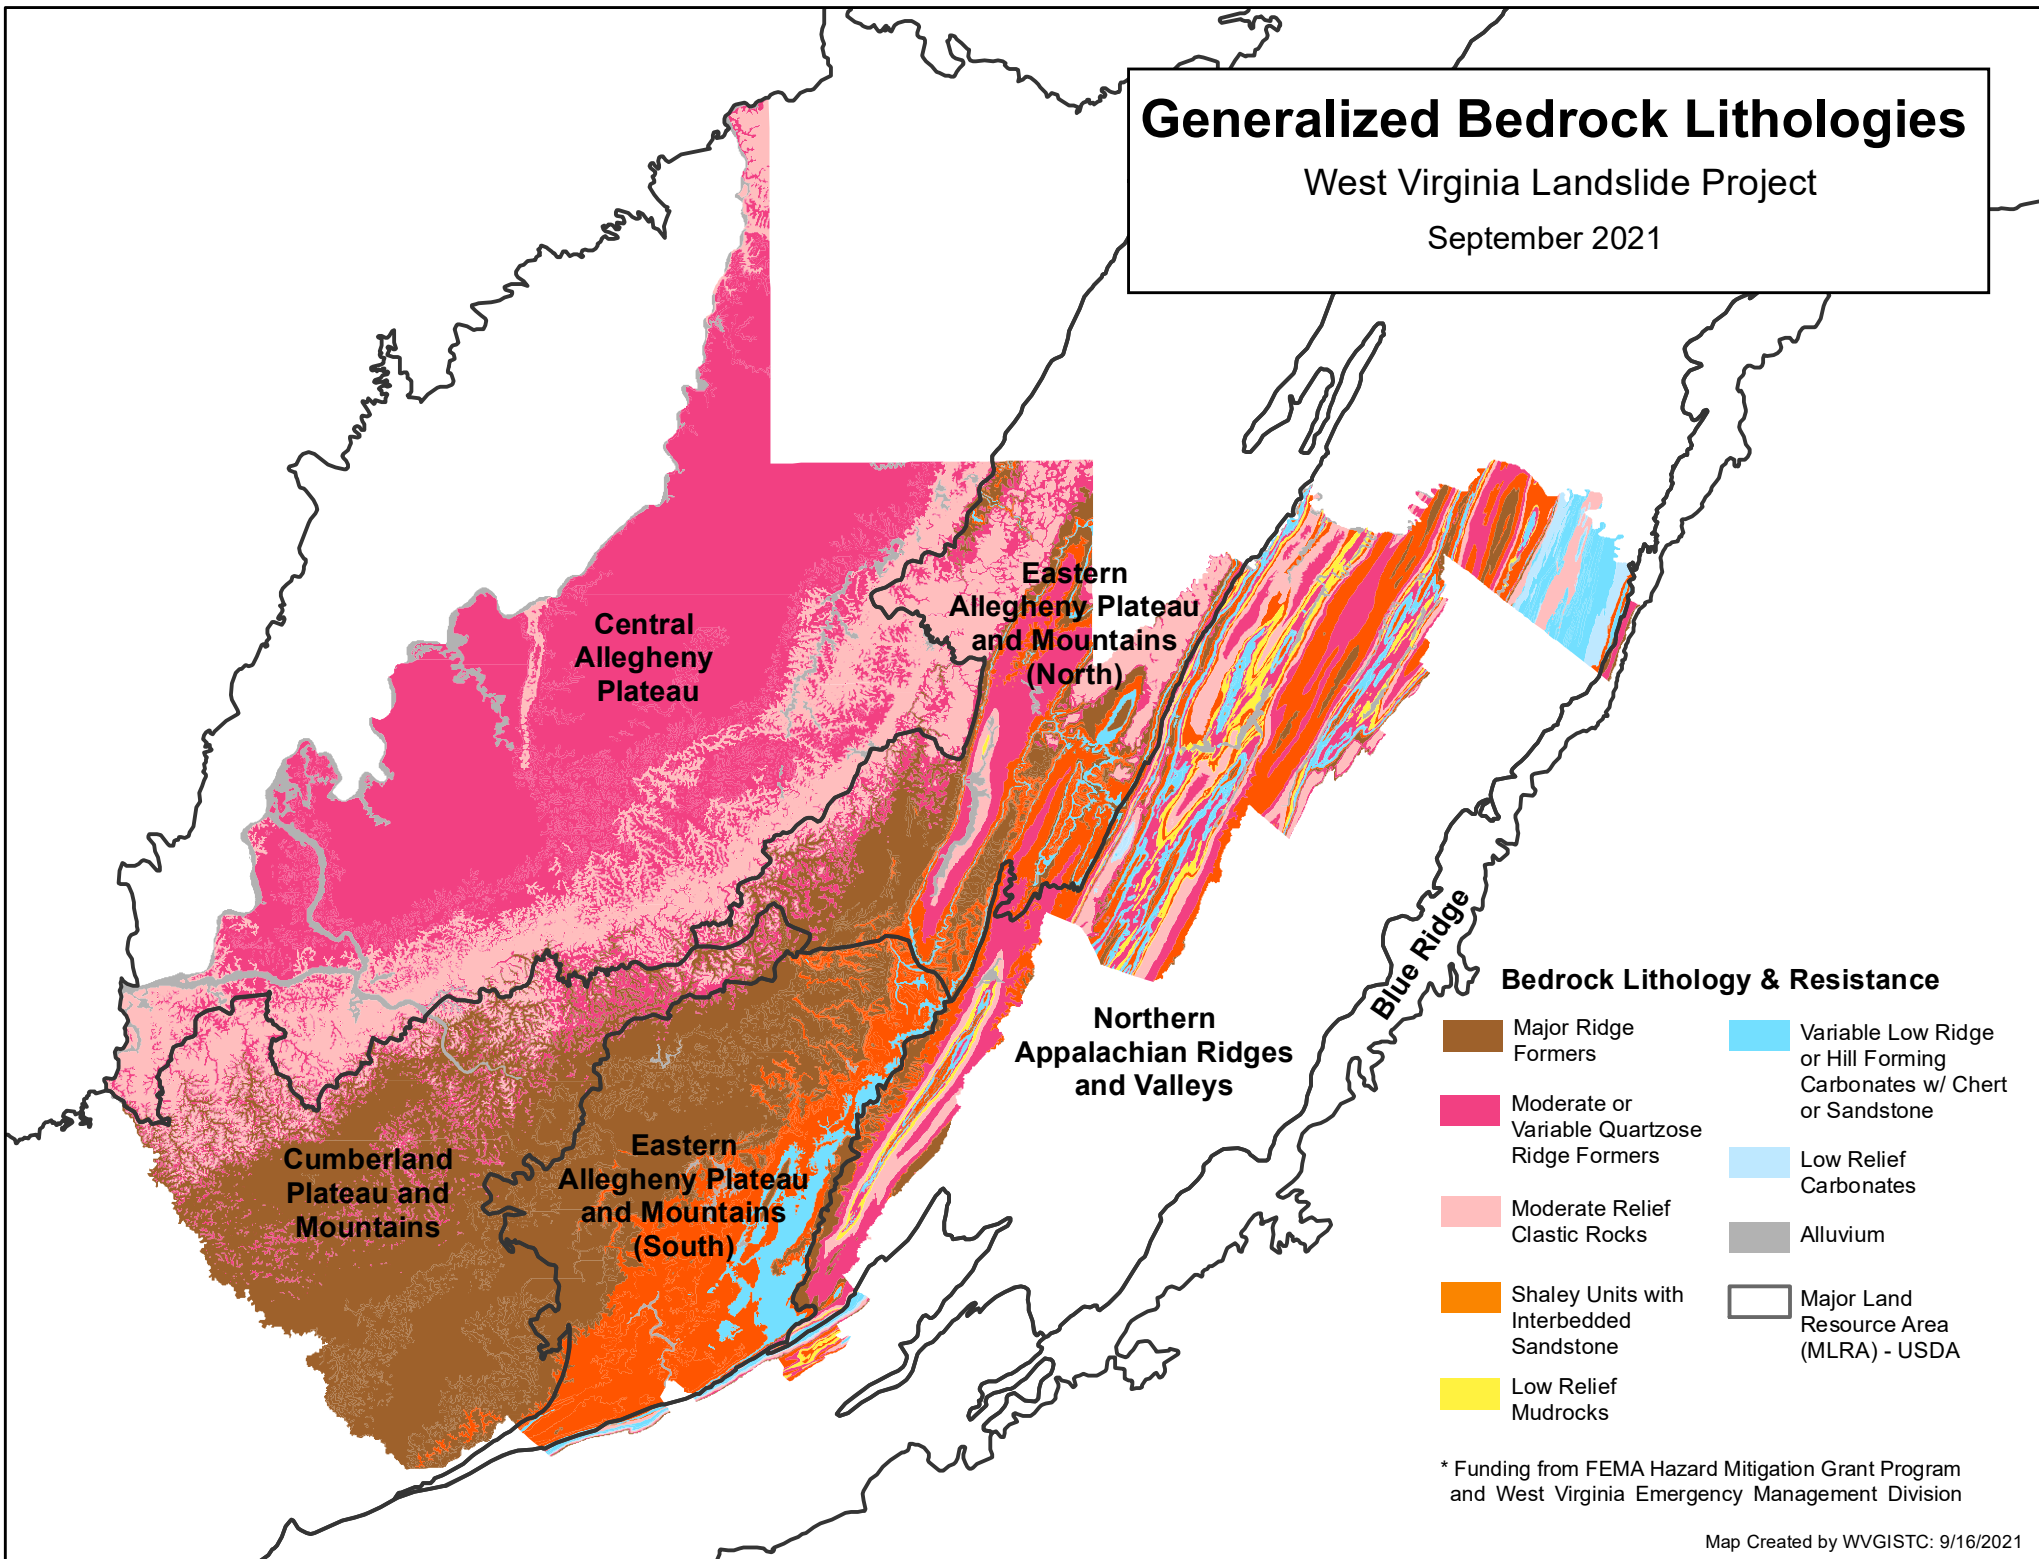 Generalized Bedrock Lithologies
West Virginia Landslide Project
September 2021
Central
Allegheny
Plateau
Eastern
Allegheny Plateau
and Mountains
(North)
Cumberland
Plateau and
Mountains
Eastern
Allegheny Plateau
and Mountains
(South)
Northern
Appalachian Ridges
and Valleys
Blue Ridge
Bedrock Lithology & Resistance
Major Ridge
Formers
Moderate or
Variable Quartzose
Ridge Formers
Moderate Relief
Clastic Rocks
Shaley Units with
Interbedded
Sandstone
Low Relief
Mudrocks
Variable Low Ridge
or Hill Forming
Carbonates w/ Chert
or Sandstone
Low Relief
Carbonates
Alluvium
Major Land
Resource Area
(MLRA) - USDA
* Funding from FEMA Hazard Mitigation Grant Program
and West Virginia Emergency Management Division
Map Created by WVGISTC: 9/16/2021